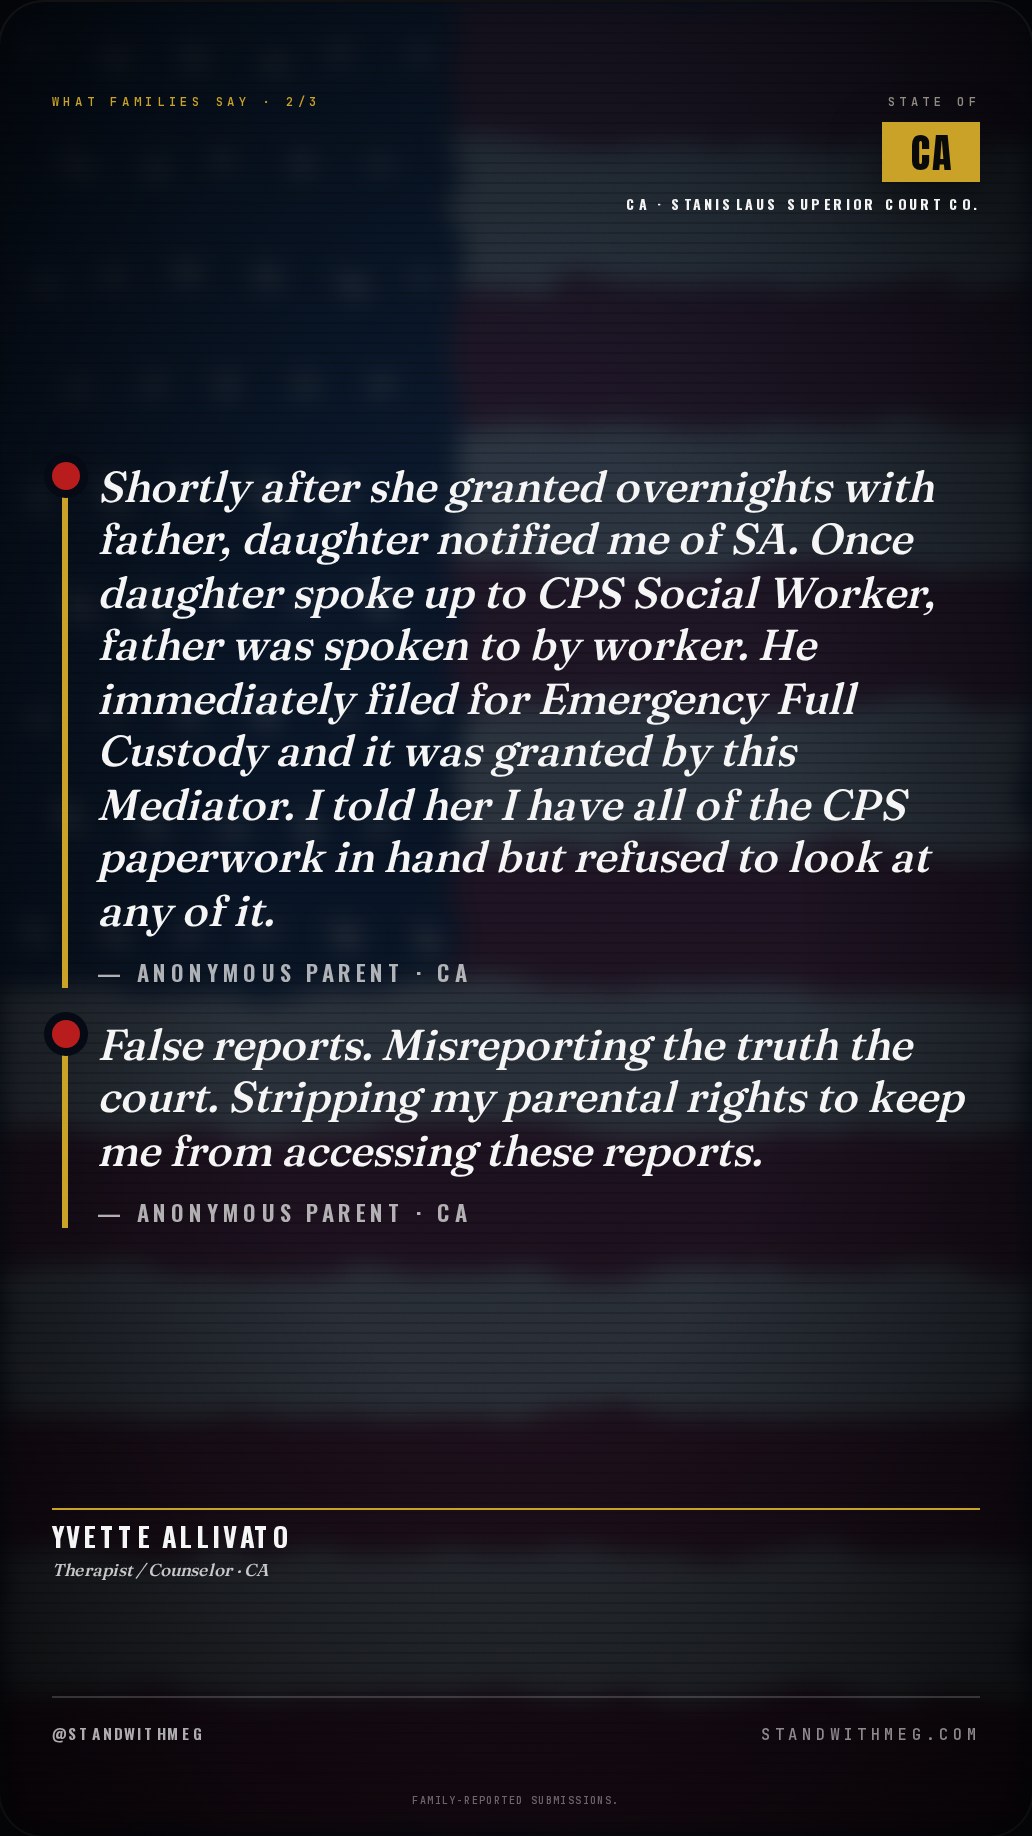 WHAT FAMILIES SAY · 2/3
STATE OF
CA
CA · STANISLAUS SUPERIOR COURT CO.
Shortly after she granted overnights with
father, daughter notified me of SA. Once
daughter spoke up to CPS Social Worker,
father was spoken to by worker. He
immediately filed for Emergency Full
Custody and it was granted by this
Mediator. I told her I have all of the CPS
paperwork in hand but refused to look at
any of it.
— ANONYMOUS PARENT · CA
False reports. Misreporting the truth the
court. Stripping my parental rights to keep
me from accessing these reports.
— ANONYMOUS PARENT · CA
YVETTE ALLIVATO
Therapist / Counselor · CA
@STANDWITHMEG
STANDWITHMEG.COM
FAMILY-REPORTED SUBMISSIONS.